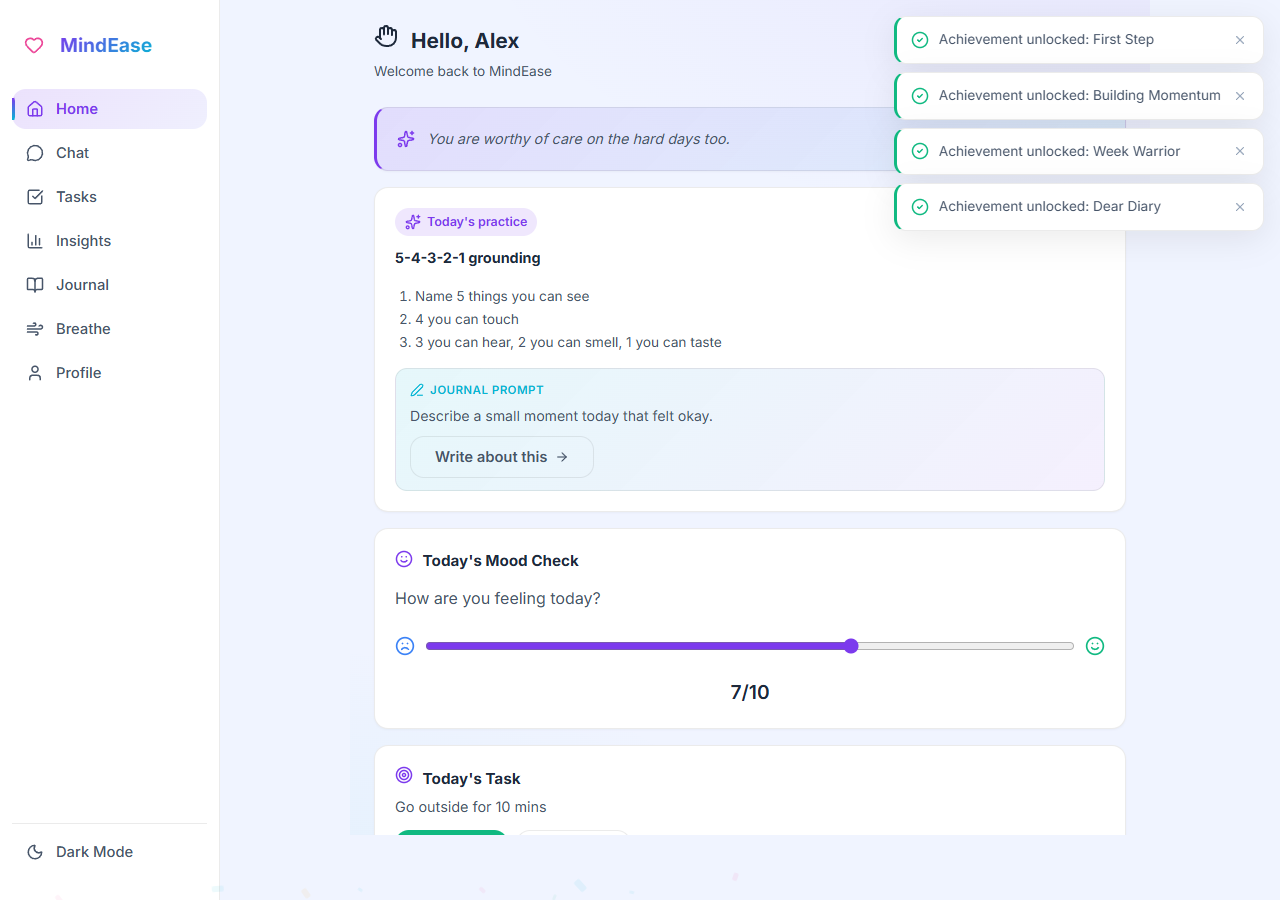 MindEase
Home
Chat
Tasks
Insights
Journal
Breathe
Profile
Dark Mode
Hello, Alex
Welcome back to MindEase
You are worthy of care on the hard days too.
Today's practice
5-4-3-2-1 grounding
1. Name 5 things you can see
2. 4 you can touch
3. 3 you can hear, 2 you can smell, 1 you can taste
JOURNAL PROMPT
Describe a small moment today that felt okay.
Write about this →
Today's Mood Check
How are you feeling today?
7/10
Today's Task
Go outside for 10 mins
Achievement unlocked: First Step
Achievement unlocked: Building Momentum
Achievement unlocked: Week Warrior
Achievement unlocked: Dear Diary